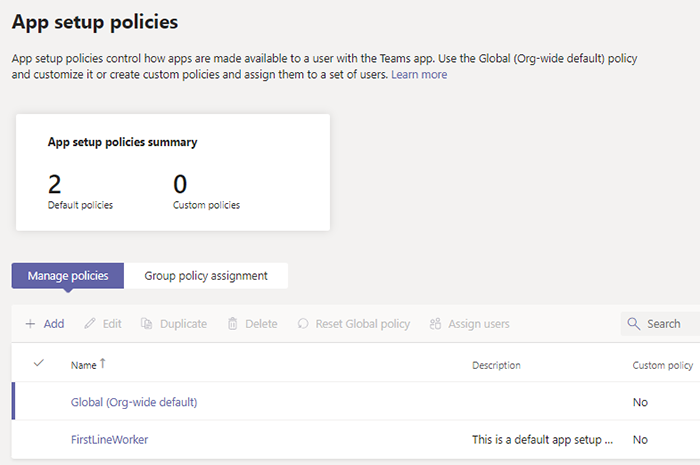 App setup policies
App setup policies control how apps are made available to a user with the Teams app. Use the Global (Org-wide default) policy
and customize it or create custom policies and assign them to a set of users. Learn more
App setup policies summary
2 0
Default policies Custom policies
Manage policies Group policy assignment
+ Add Edit Duplicate Delete Reset Global policy Assign users Search
✓ Name ↑ Description Custom policy
Global (Org-wide default) No
FirstLineWorker This is a default app setup ... No